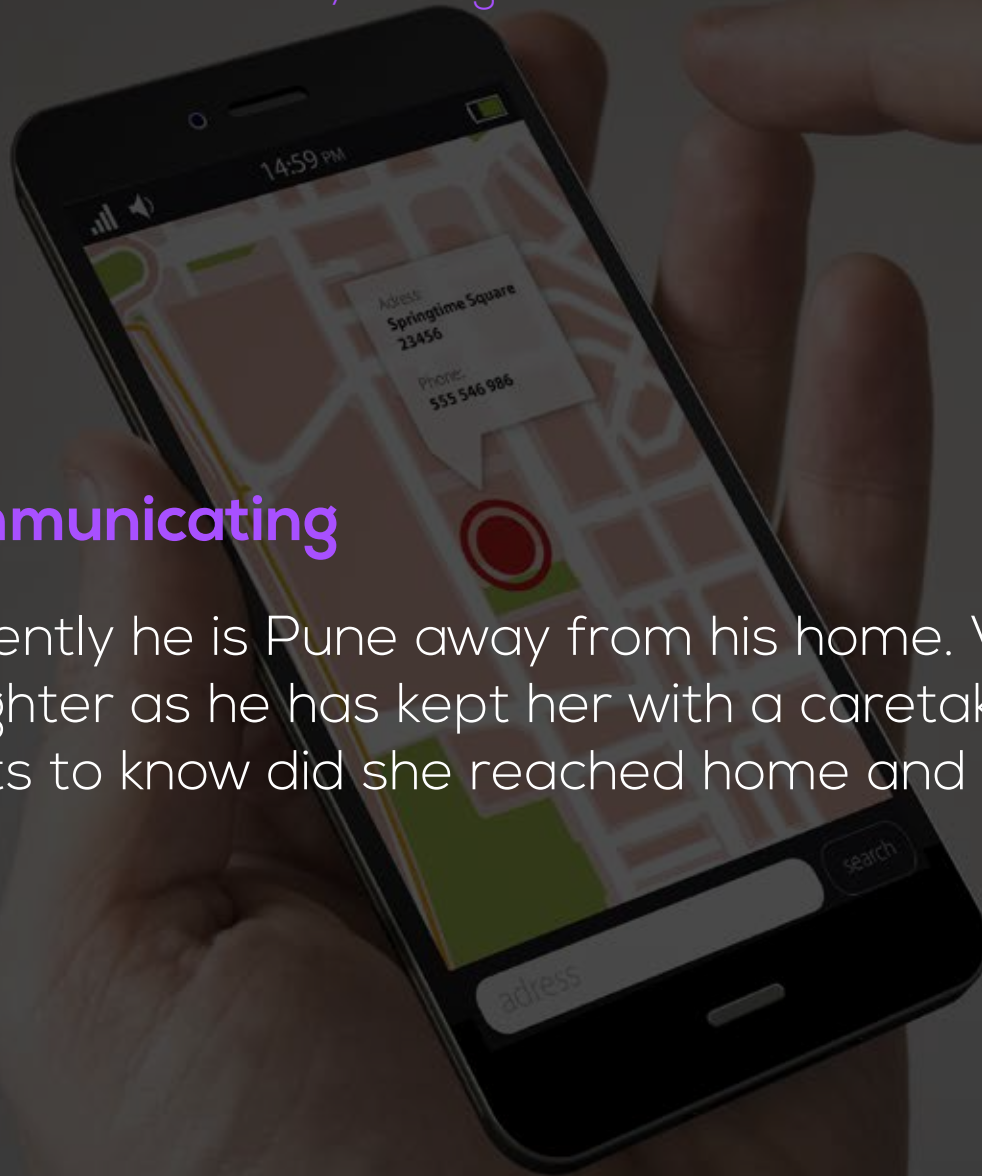 14:59 PM
Adress:
Springtime Square
23456
Phone:
555 546 986
mmunicating
ently he is Pune away from his home.
ghter as he has kept her with a caretak
ts to know did she reached home and
search
adress